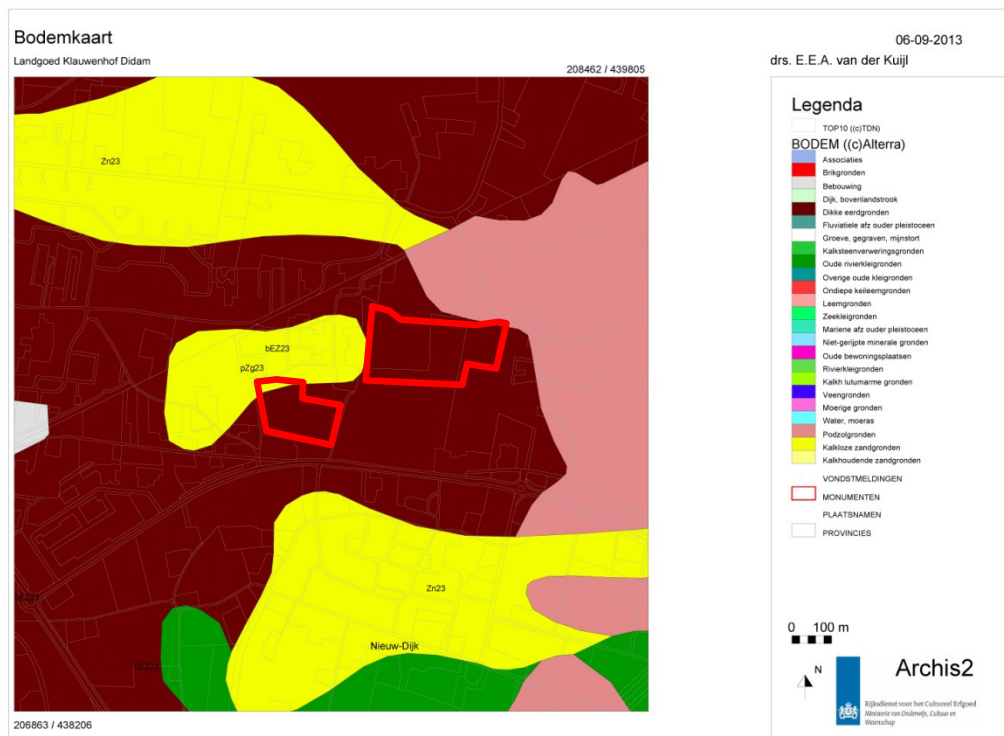 Bodemkaart
06-09-2013
Landgoed Klauwenhof Didam
drs. E.E.A. van der Kuijl
208462 / 439805
Zn23
bEZ23
pZg23
Zn23
Nieuw-Dijk
206863 / 438206
Legenda
TOP10 ((c)TDN)
BODEM ((c)Alterra)
Associaties
Brikgronden
Bebouwing
Dijk, bovenlandstrook
Dikke eerdgronden
Fluviatiele afz ouder pleistoceen
Groeve, gegraven, mijnstort
Kalksteenverweringsgronden
Oude rivierkleigronden
Overige oude kleigronden
Ondiepe keileemgronden
Leemgronden
Zeekleigronden
Mariene afz ouder pleistoceen
Niet-gerijpte minerale gronden
Oude bewoningsplaatsen
Rivierkleigronden
Kalkh lutumarme gronden
Veengronden
Moerige gronden
Water, moeras
Podzolgronden
Kalkloze zandgronden
Kalkhoudende zandgronden
VONDSTMELDINGEN
MONUMENTEN
PLAATSNAMEN
PROVINCIES
0 100 m
N
Archis2
Rijksdienst voor het Cultureel Erfgoed
Ministerie van Onderwijs, Cultuur en
Wetenschap